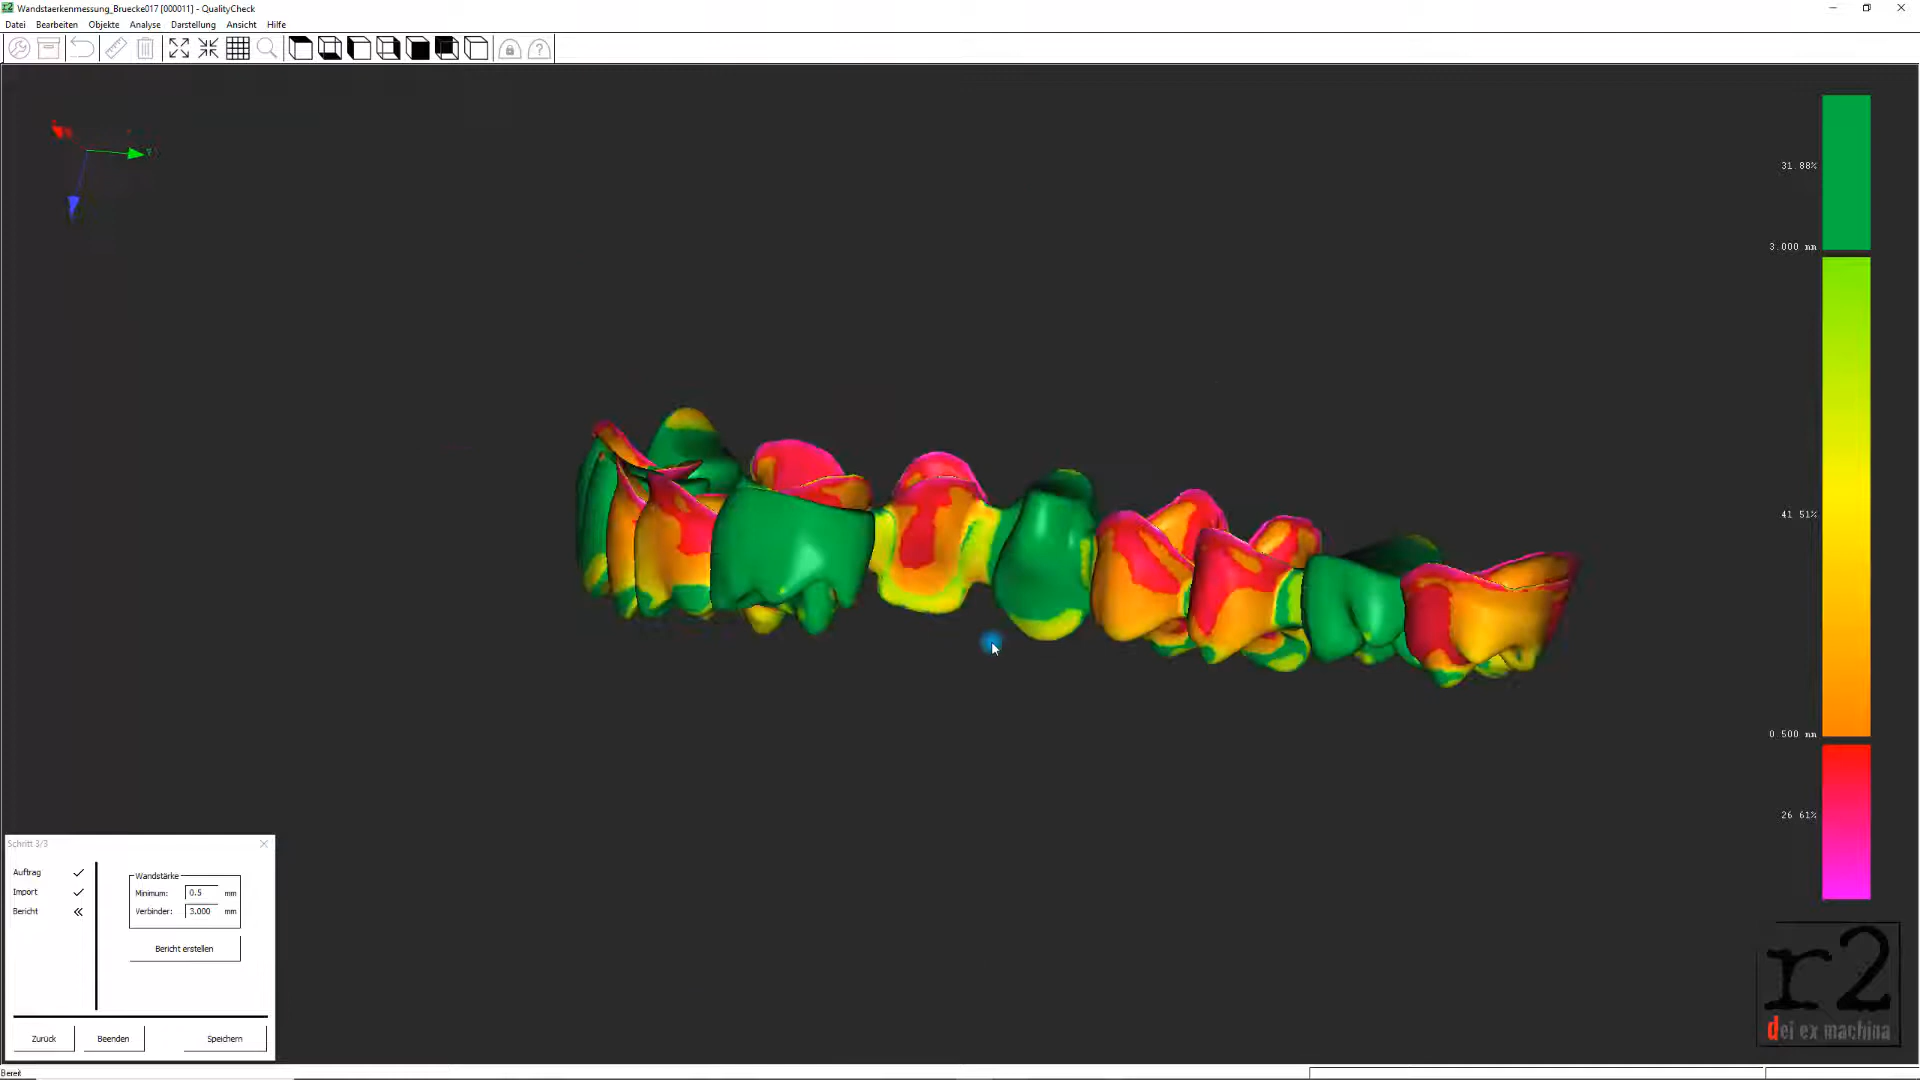 Wandstaerkenmessung_Bruecke017 [000011] - QualityCheck
Datei Bearbeiten Objekte Analyse Darstellung Ansicht Hilfe
31.88%
3.000 mm
41 51%
0 500 mm
26 61%
Schritt 3/3
Auftrag
Import
Bericht
Wandstärke
Minimum: 0.5 mm
Verbinder: 3.000 mm
Bericht erstellen
Zurück Beenden Speichern
r2
dei ex machina
Bereit